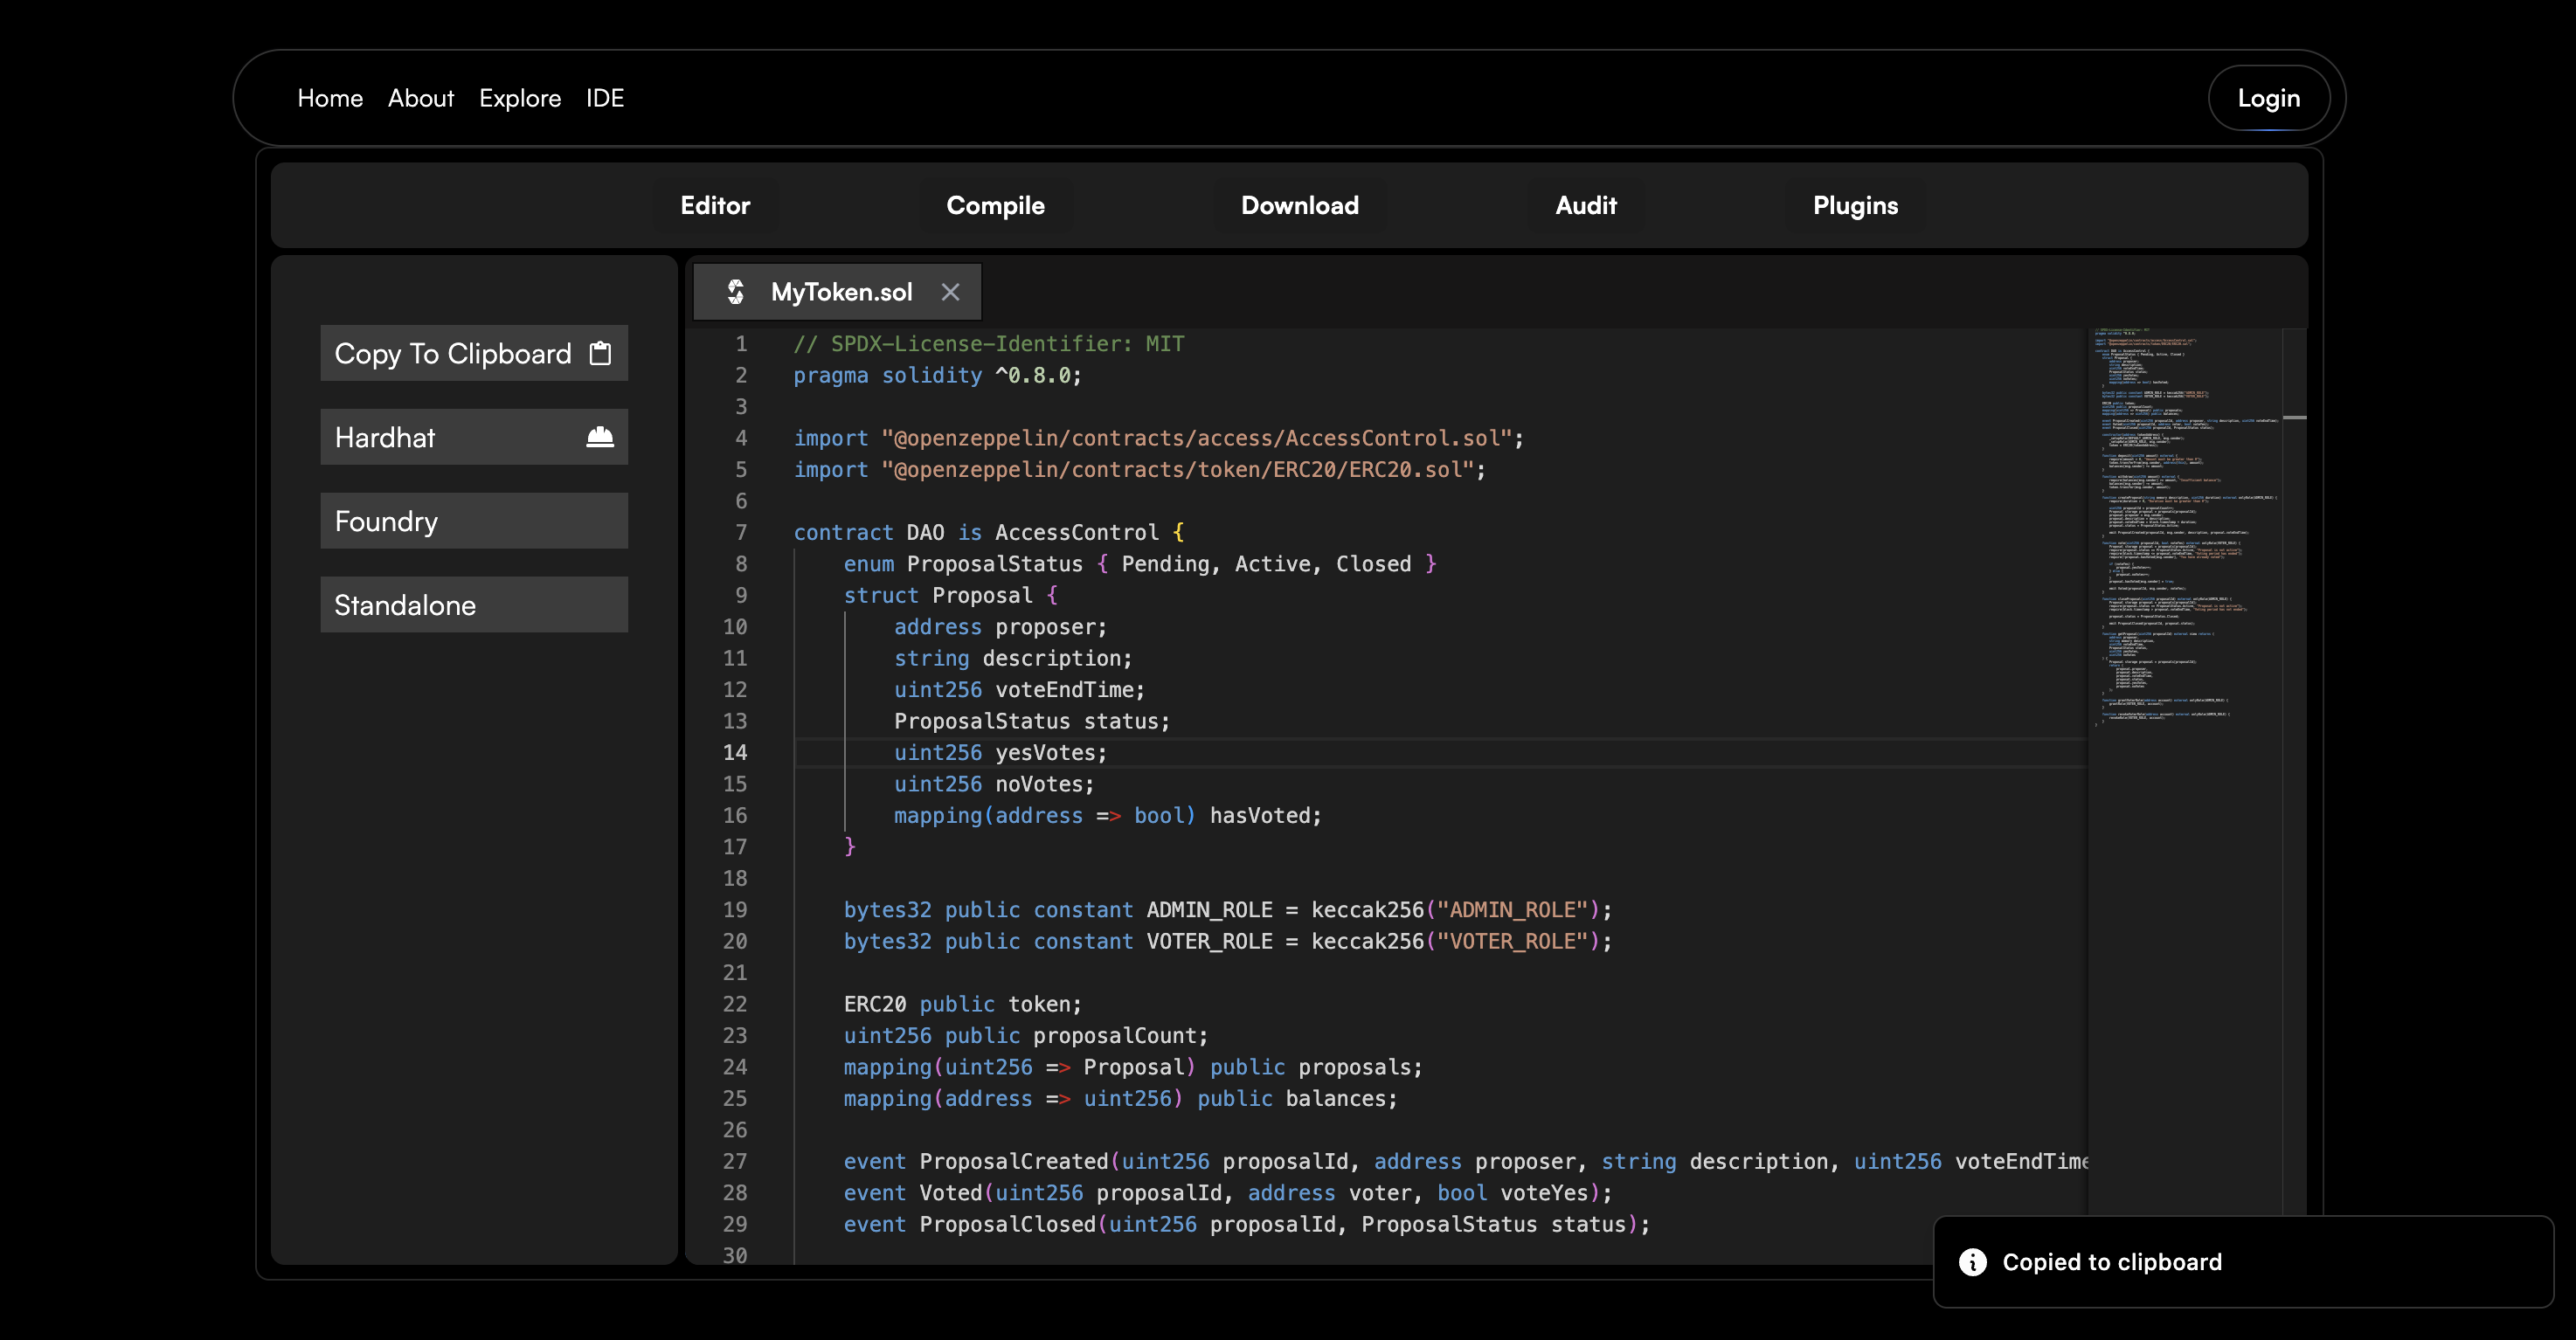 Home About Explore IDE
Login
Editor Compile Download Audit Plugins
Copy To Clipboard
Hardhat
Foundry
Standalone
MyToken.sol
1 // SPDX-License-Identifier: MIT
2 pragma solidity ^0.8.0;
3
4 import "@openzeppelin/contracts/access/AccessControl.sol";
5 import "@openzeppelin/contracts/token/ERC20/ERC20.sol";
6
7 contract DAO is AccessControl {
8 enum ProposalStatus { Pending, Active, Closed }
9 struct Proposal {
10 address proposer;
11 string description;
12 uint256 voteEndTime;
13 ProposalStatus status;
14 uint256 yesVotes;
15 uint256 noVotes;
16 mapping(address => bool) hasVoted;
17 }
18
19 bytes32 public constant ADMIN_ROLE = keccak256("ADMIN_ROLE");
20 bytes32 public constant VOTER_ROLE = keccak256("VOTER_ROLE");
21
22 ERC20 public token;
23 uint256 public proposalCount;
24 mapping(uint256 => Proposal) public proposals;
25 mapping(address => uint256) public balances;
26
27 event ProposalCreated(uint256 proposalId, address proposer, string description, uint256 voteEndTime
28 event Voted(uint256 proposalId, address voter, bool voteYes);
29 event ProposalClosed(uint256 proposalId, ProposalStatus status);
30
Copied to clipboard